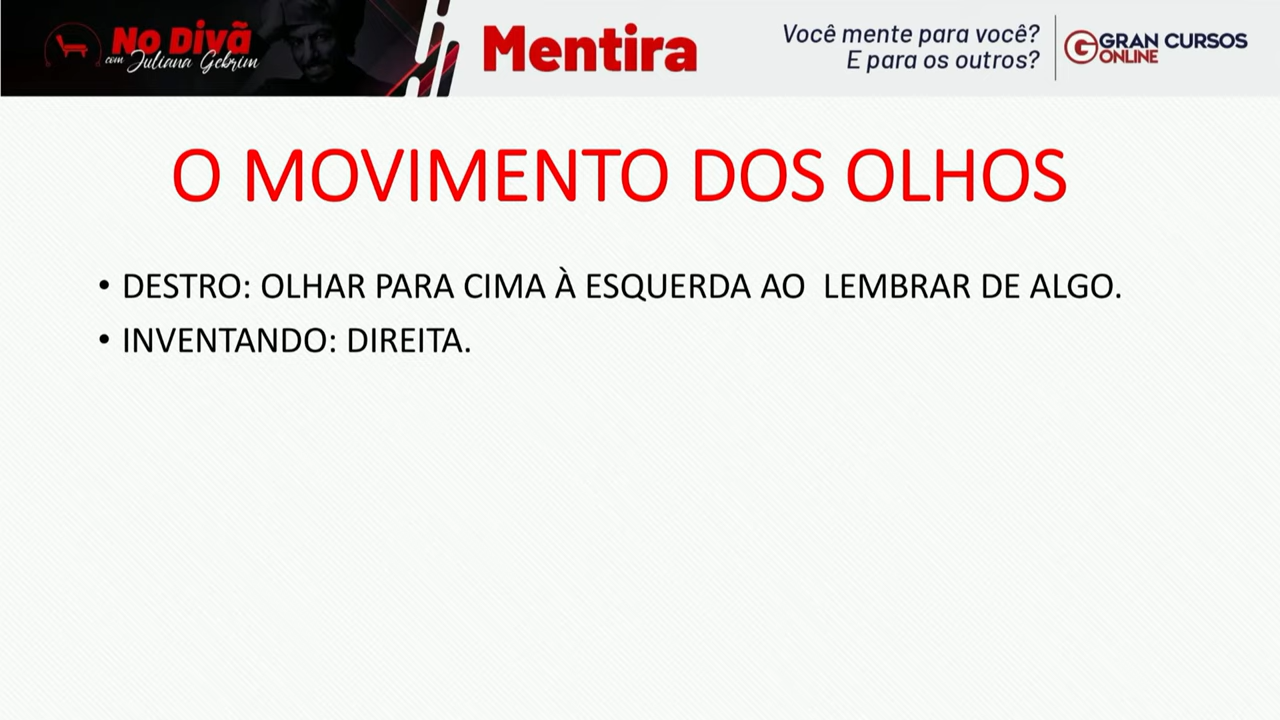 No Divã
com Juliana Gebrim
Mentira
Você mente para você?
E para os outros?
G GRAN CURSOS
ONLINE
O MOVIMENTO DOS OLHOS
• DESTRO: OLHAR PARA CIMA À ESQUERDA AO LEMBRAR DE ALGO.
• INVENTANDO: DIREITA.